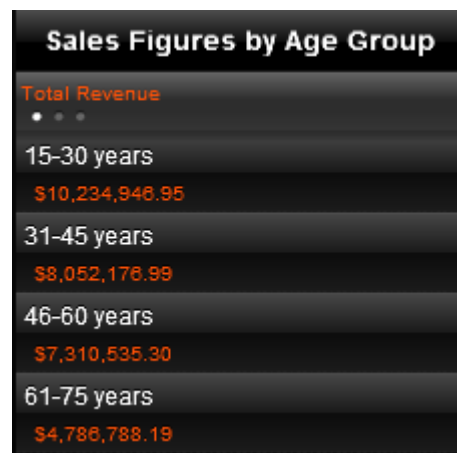 Sales Figures by Age Group
Total Revenue
15-30 years
$10,234,946.95
31-45 years
$8,052,176.99
46-60 years
$7,310,535.30
61-75 years
$4,786,788.19